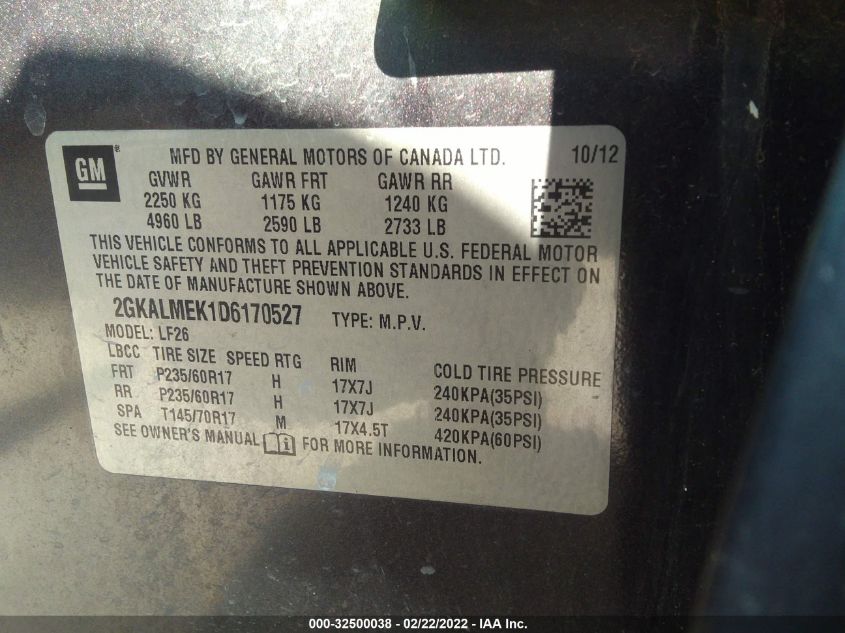 GM ® MFD BY GENERAL MOTORS OF CANADA LTD. 10/12
GVWR GAWR FRT GAWR RR
2250 KG 1175 KG 1240 KG
4960 LB 2590 LB 2733 LB
THIS VEHICLE CONFORMS TO ALL APPLICABLE U.S. FEDERAL MOTOR
VEHICLE SAFETY AND THEFT PREVENTION STANDARDS IN EFFECT ON
THE DATE OF MANUFACTURE SHOWN ABOVE.
2GKALMEK1D6170527 TYPE: M.P.V.
MODEL: LF26
LBCC TIRE SIZE SPEED RTG RIM COLD TIRE PRESSURE
FRT P235/60R17 H 17X7J 240KPA(35PSI)
RR P235/60R17 H 17X7J 240KPA(35PSI)
SPA T145/70R17 M 17X4.5T 420KPA(60PSI)
SEE OWNER'S MANUAL FOR MORE INFORMATION.
000-32500038 - 02/22/2022 - IAA Inc.